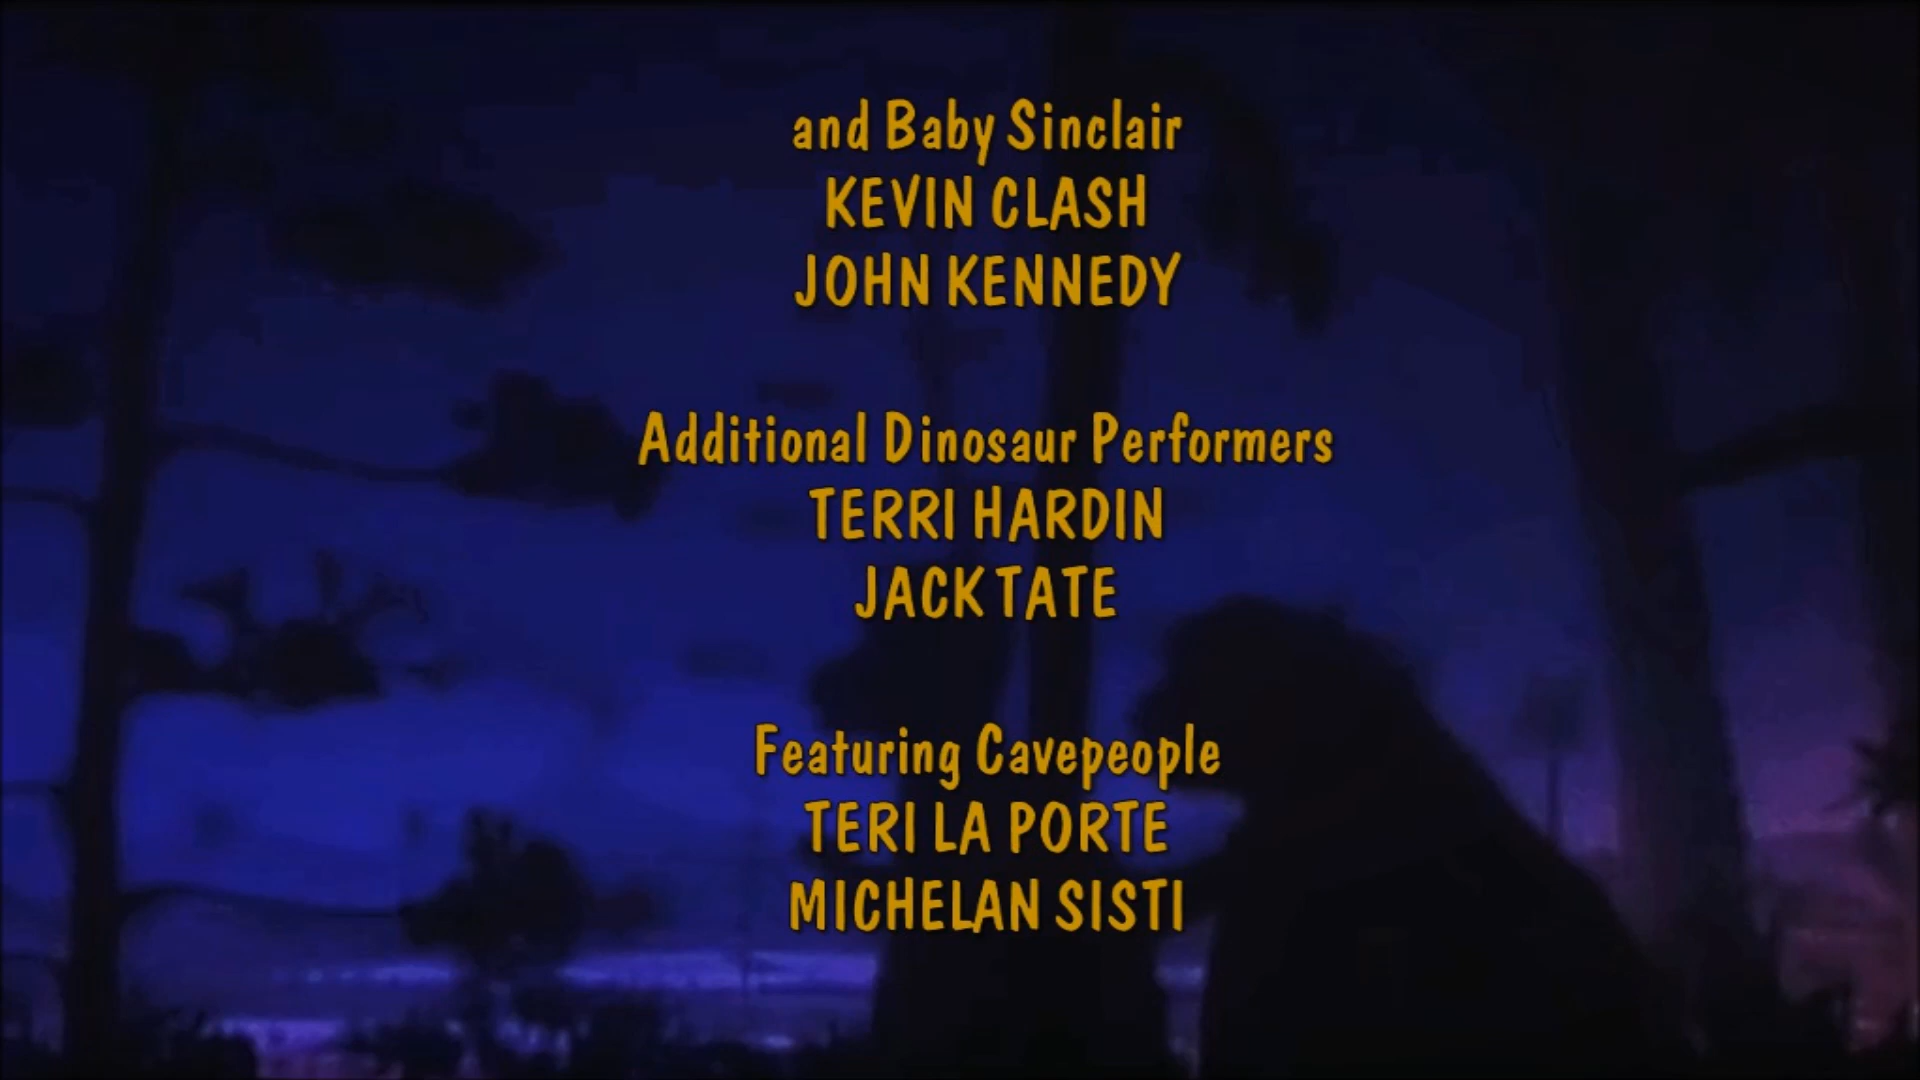 and Baby Sinclair
KEVIN CLASH
JOHN KENNEDY
Additional Dinosaur Performers
TERRI HARDIN
JACK TATE
Featuring Cavepeople
TERI LA PORTE
MICHELAN SISTI